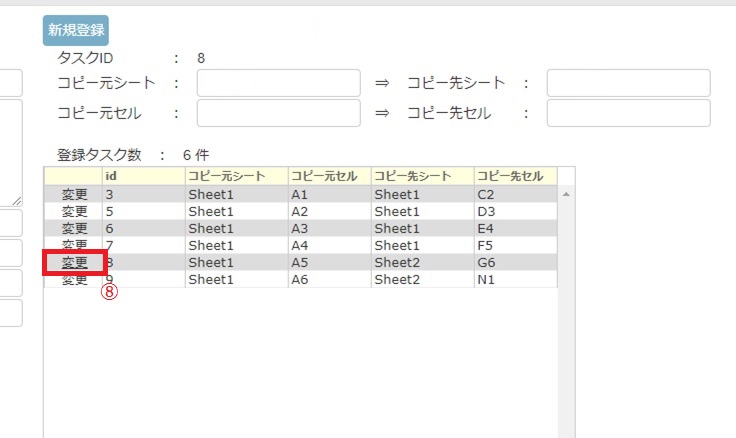 新規登録
タスクID : 8
コピー元シート : ⇒ コピー先シート :
コピー元セル : ⇒ コピー先セル :
登録タスク数 : 6 件
id コピー元シート コピー元セル コピー先シート コピー先セル
変更 3 Sheet1 A1 Sheet1 C2
変更 5 Sheet1 A2 Sheet1 D3
変更 6 Sheet1 A3 Sheet1 E4
変更 7 Sheet1 A4 Sheet1 F5
変更 8 Sheet1 A5 Sheet2 G6
変更 9 Sheet1 A6 Sheet2 N1
⑧